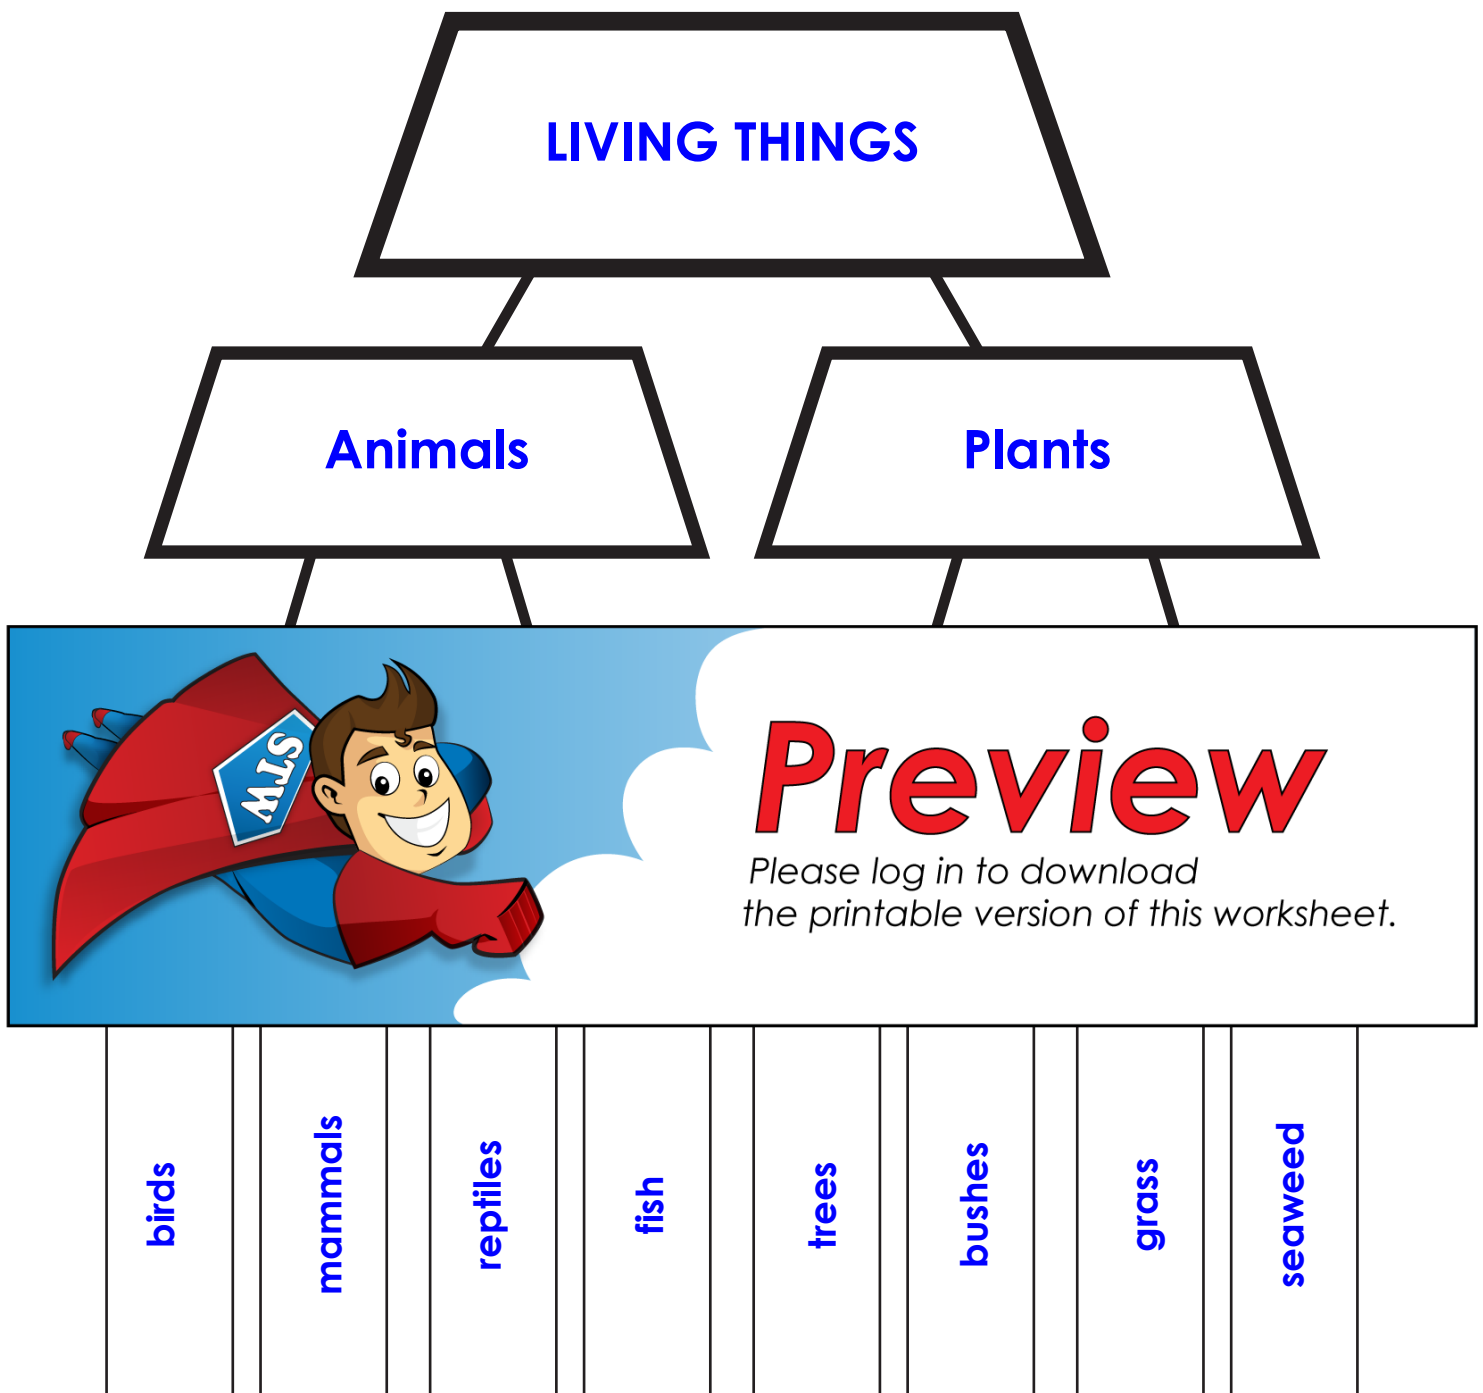 LIVING THINGS
Animals
Plants
STW
Preview
Please log in to download
the printable version of this worksheet.
birds
mammals
reptiles
fish
trees
bushes
grass
seaweed